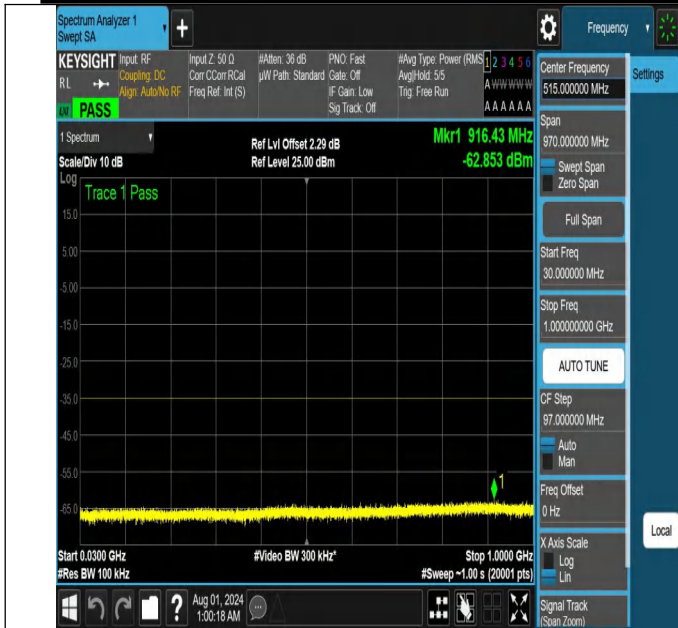 Spectrum Analyzer 1
Swept SA
+
Frequency
KEYSIGHT
RL
PASS
Input: RF
Coupling: DC
Align: Auto/No RF
Input Z: 50 Ω
Corr CCorr RCal
Freq Ref: Int (S)
#Atten: 36 dB
µW Path: Standard
PNO: Fast
Gate: Off
IF Gain: Low
Sig Track: Off
#Avg Type: Power (RMS
Avg|Hold: 5/5
Trig: Free Run
1 2 3 4 5 6
A W W W W W
A A A A A A
Center Frequency
515.000000 MHz
Settings
1 Spectrum
Scale/Div 10 dB
Log
Ref Lvl Offset 2.29 dB
Ref Level 25.00 dBm
Mkr1 916.43 MHz
-62.853 dBm
Trace 1 Pass
15.0
5.00
-5.00
-15.0
-25.0
-35.0
-45.0
-55.0
-65.0
1
Span
970.000000 MHz
Swept Span
Zero Span
Full Span
Start Freq
30.000000 MHz
Stop Freq
1.000000000 GHz
AUTO TUNE
CF Step
97.000000 MHz
Auto
Man
Freq Offset
0 Hz
X Axis Scale
Log
Lin
Signal Track
(Span Zoom)
Local
Start 0.0300 GHz
#Res BW 100 kHz
#Video BW 300 kHz*
Stop 1.0000 GHz
#Sweep ~1.00 s (20001 pts)
?
Aug 01, 2024
1:00:18 AM